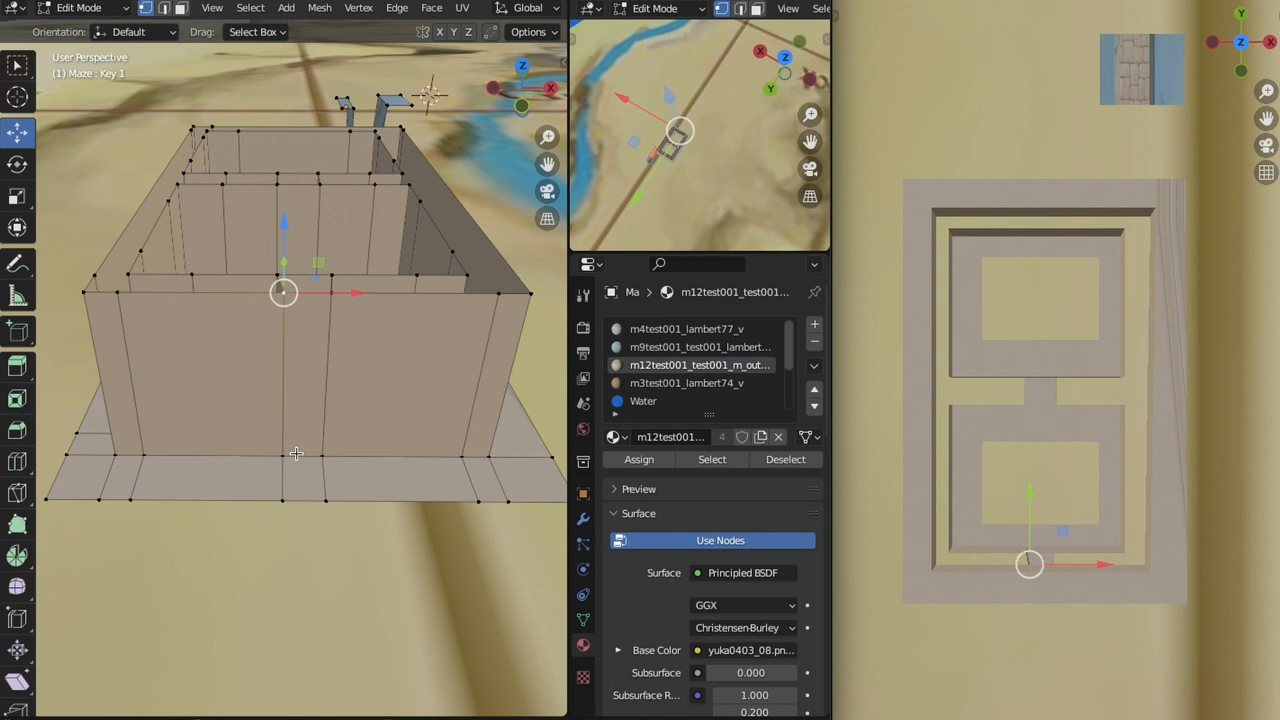 Edit Mode View Select Add Mesh Vertex Edge Face UV Global
Orientation: Default Drag: Select Box X Y Z Options
User Perspective
(1) Maze : Key 1
Z
X
Edit Mode View Sel
X
Z
Y
Ma > m12test001_test001...
m4test001_lambert77_v
m9test001_test001_lambert...
m12test001_test001_m_out...
m3test001_lambert74_v
Water
m12test001... 4
Assign Select Deselect
Preview
Surface
Use Nodes
Surface Principled BSDF
GGX
Christensen-Burley
Base Color yuka0403_08.pn...
Subsurface 0.000
Subsurface R... 1.000
0.200
Y
Z
X